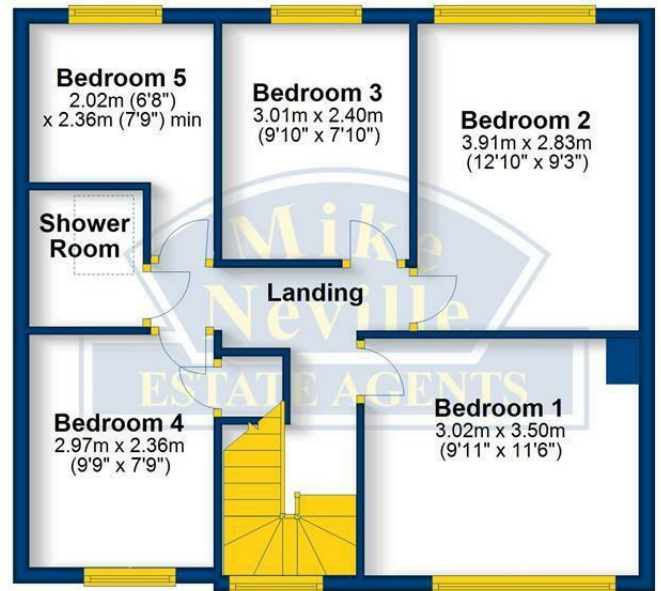 Bedroom 5
2.02m (6'8")
x 2.36m (7'9") min
Bedroom 3
3.01m x 2.40m
(9'10" x 7'10")
Bedroom 2
3.91m x 2.83m
(12'10" x 9'3")
Shower
Room
Landing
Bedroom 4
2.97m x 2.36m
(9'9" x 7'9")
Bedroom 1
3.02m x 3.50m
(9'11" x 11'6")
Mike
Neville
ESTATE AGENTS